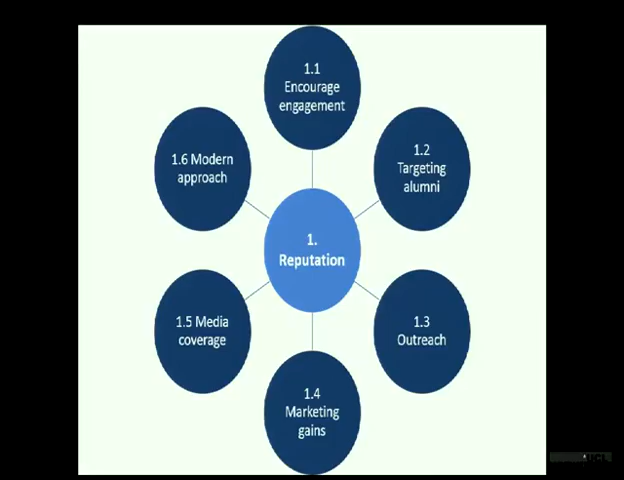 1.1
Encourage
engagement
1.2
Targeting
alumni
1.3
Outreach
1.4
Marketing
gains
1.5 Media
coverage
1.6 Modern
approach
1.
Reputation
UCL